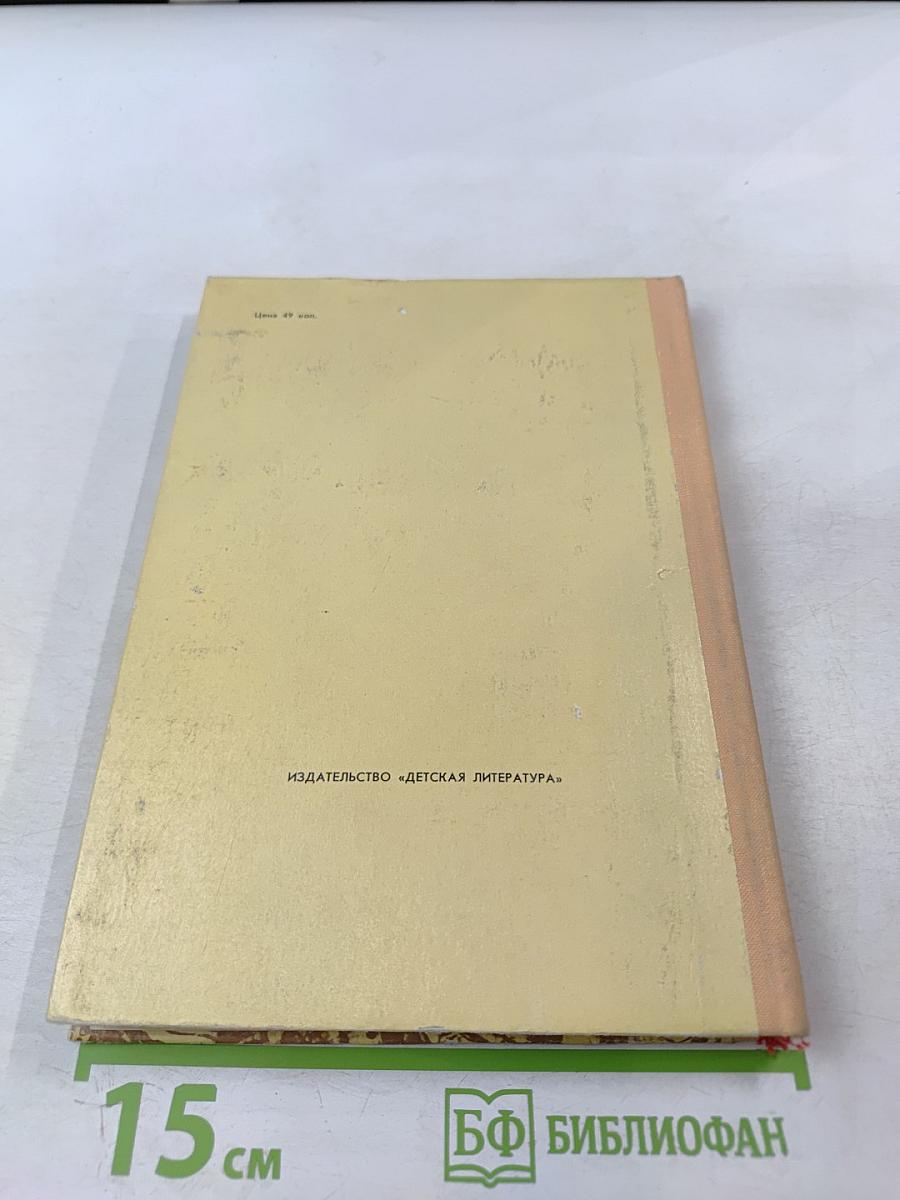 Цена 49 коп.
ИЗДАТЕЛЬСТВО «ДЕТСКАЯ ЛИТЕРАТУРА»
15 см
БФ БИБЛИОФАН